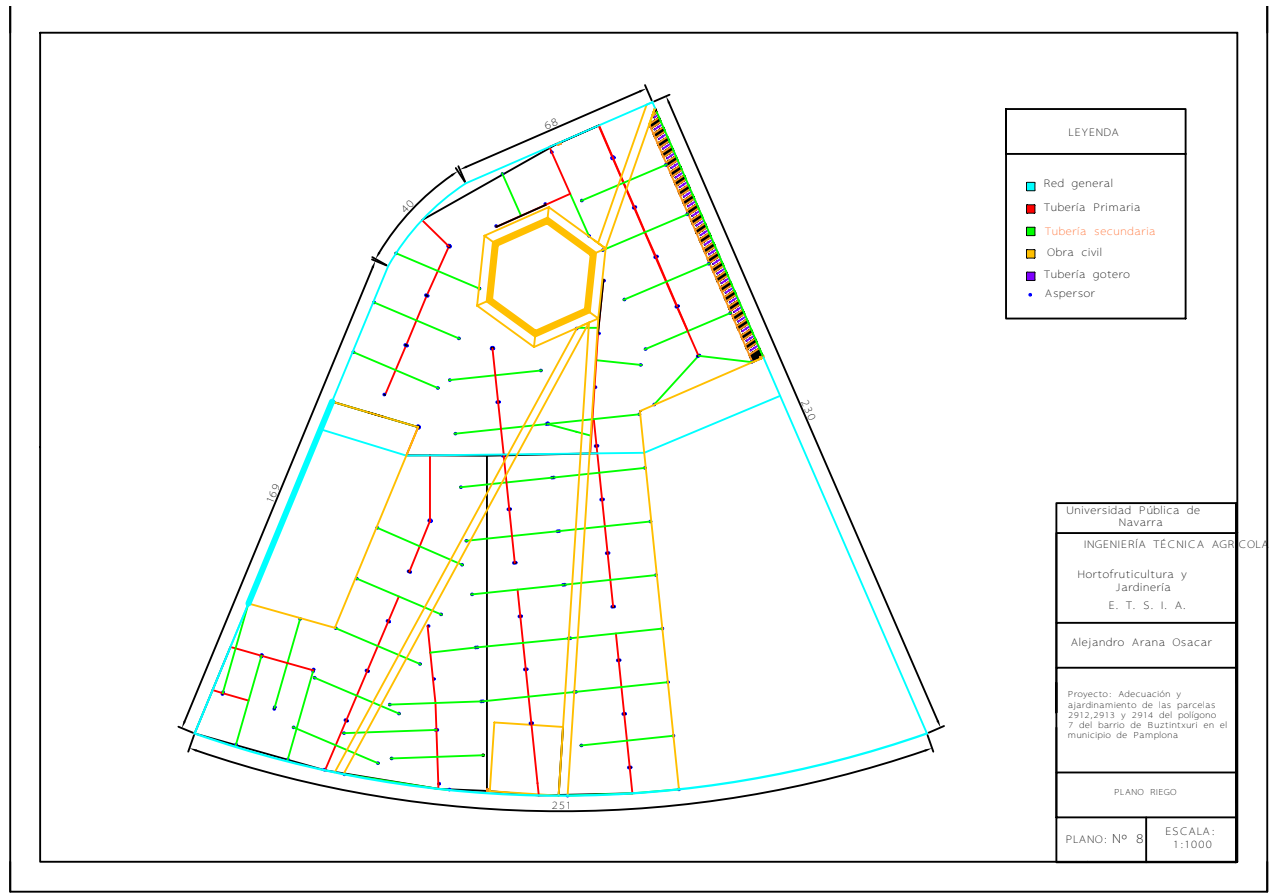 68
40
169
230
251
LEYENDA
Red general
Tubería Primaria
Tubería secundaria
Obra civil
Tubería gotero
Aspersor
Universidad Pública de
Navarra
INGENIERÍA TÉCNICA AGRICOLA
Hortofruticultura y
Jardinería
E. T. S. I. A.
Alejandro Arana Osacar
Proyecto: Adecuación y
ajardinamiento de las parcelas
2912,2913 y 2914 del polígono
7 del barrio de Buztintxuri en el
municipio de Pamplona
PLANO RIEGO
PLANO: Nº 8
ESCALA:
1:1000